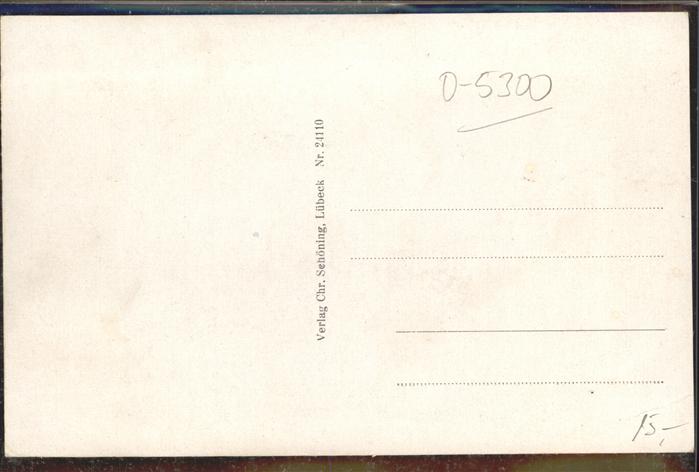 D-5300
Verlag Chr. Schöning, Lübeck Nr. 24110
15,-